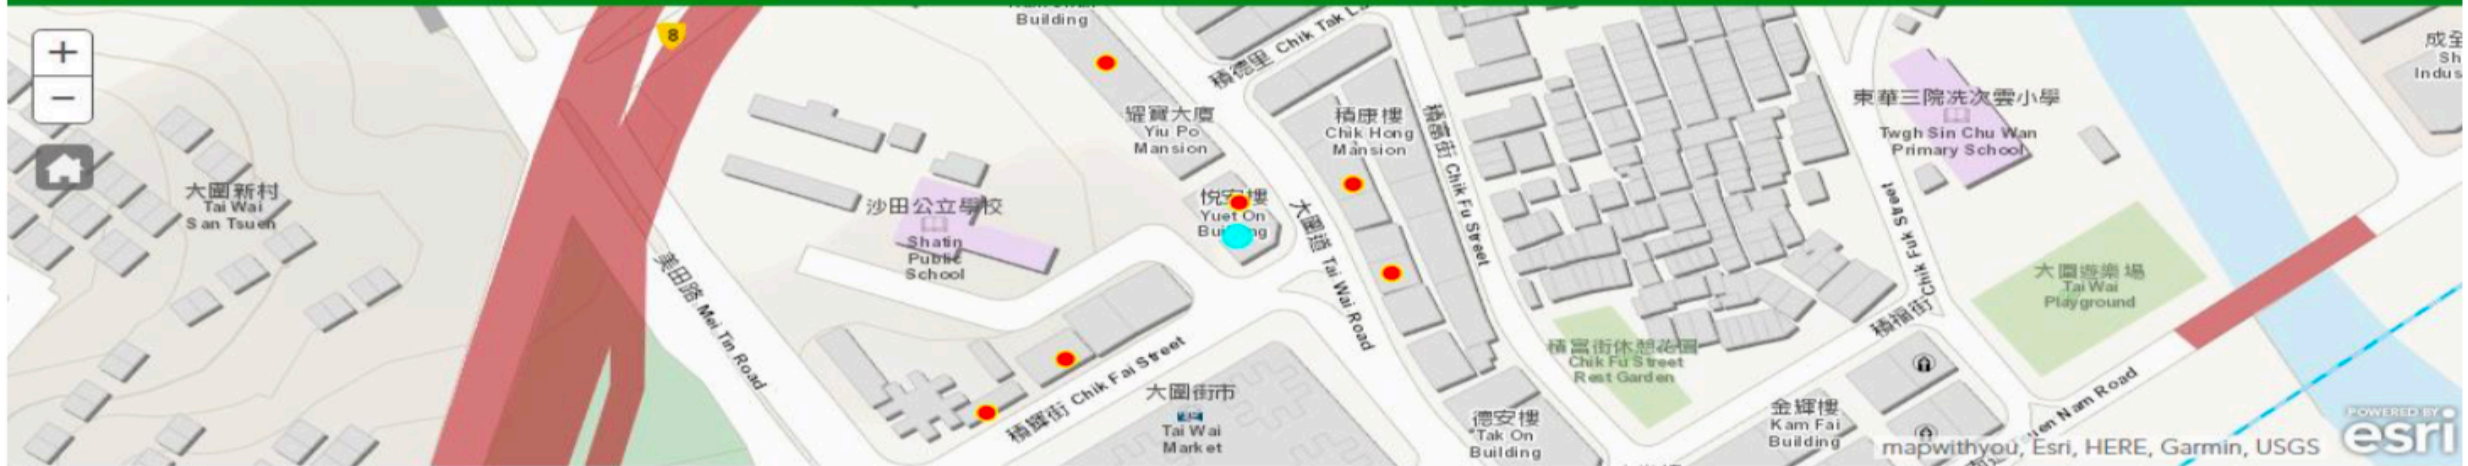 +
−
8
Building
積德里 Chik Tak
成全
Sh
Indus
耀寶大廈
Yiu Po
Mansion
積康樓
Chik Hong
Mansion
積富街 Chik Fu Street
東華三院冼次雲小學
Twgh Sin Chu Wan
Primary School
大圍新村
Tai Wai
San Tsuen
沙田公立學校
Shatin
Public
School
悅安樓
Yuet On
大圍道 Tai Wai Road
Chik Fuk Street
積福街
大圍遊樂場
Tai Wai
Playground
美田路 Mei Tin Road
積富街休憩花園
Chik Fu Street
Rest Garden
積輝街 Chik Fai Street
大圍街市
Tai Wai
Market
德安樓
Tak On
Building
金輝樓
Kam Fai
Building
Nam Road
mapwithyou, Esri, HERE, Garmin, USGS
POWERED BY
esri